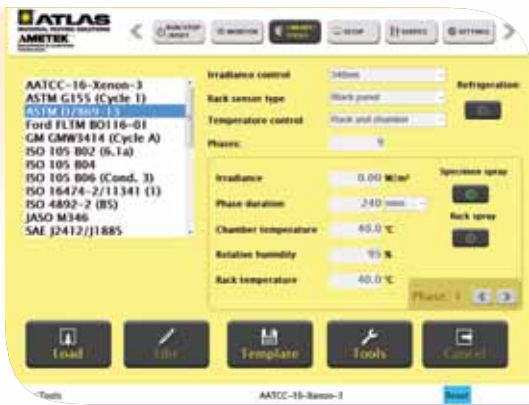 ATLAS
MATERIAL TESTING SOLUTIONS
AMETEK
RUN/STOP
RESET
MONITOR
SETUP
SERVICE
SETTINGS
AATCC-16-Xenon-3
ASTM G155 (Cycle 1)
ASTM D7869-13
Ford FLTM BO116-01
GM GMW3414 (Cycle A)
ISO 105 B02 (6.1a)
ISO 105 B04
ISO 105 B06 (Cond. 3)
ISO 16474-2/11341 (1)
ISO 4892-2 (B5)
JASO M346
SAE J2412/J1885
Irradiance control 340nm
Refrigeration:
Rack sensor type Black panel
Temperature control Rack and chamber
Phases: 9
Irradiance 0.00 W/m²
Specimen spray
Phase duration 240 mins
Rack spray
Chamber temperature 40.0 °C
Relative humidity 95 %
Rack temperature 40.0 °C
Phase: 1
Load
Edit
Template
Tools
Cancel
Tools
AATCC-16-Xenon-3
Reset